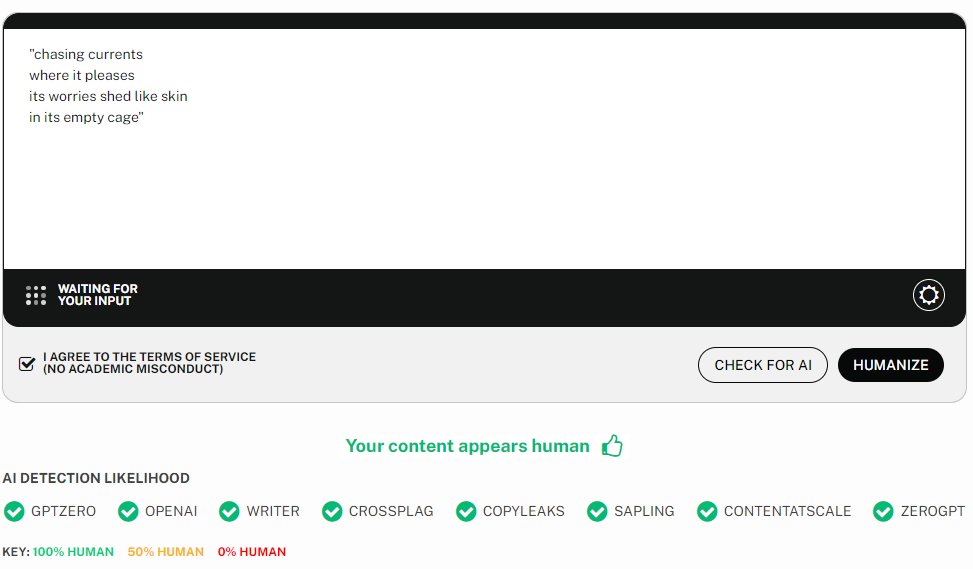 "chasing currents
where it pleases
its worries shed like skin
in its empty cage"
WAITING FOR
YOUR INPUT
I AGREE TO THE TERMS OF SERVICE
(NO ACADEMIC MISCONDUCT)
CHECK FOR AI
HUMANIZE
Your content appears human
AI DETECTION LIKELIHOOD
GPTZERO OPENAI WRITER CROSSPLAG COPYLEAKS SAPLING CONTENTATSCALE ZEROGPT
KEY: 100% HUMAN 50% HUMAN 0% HUMAN